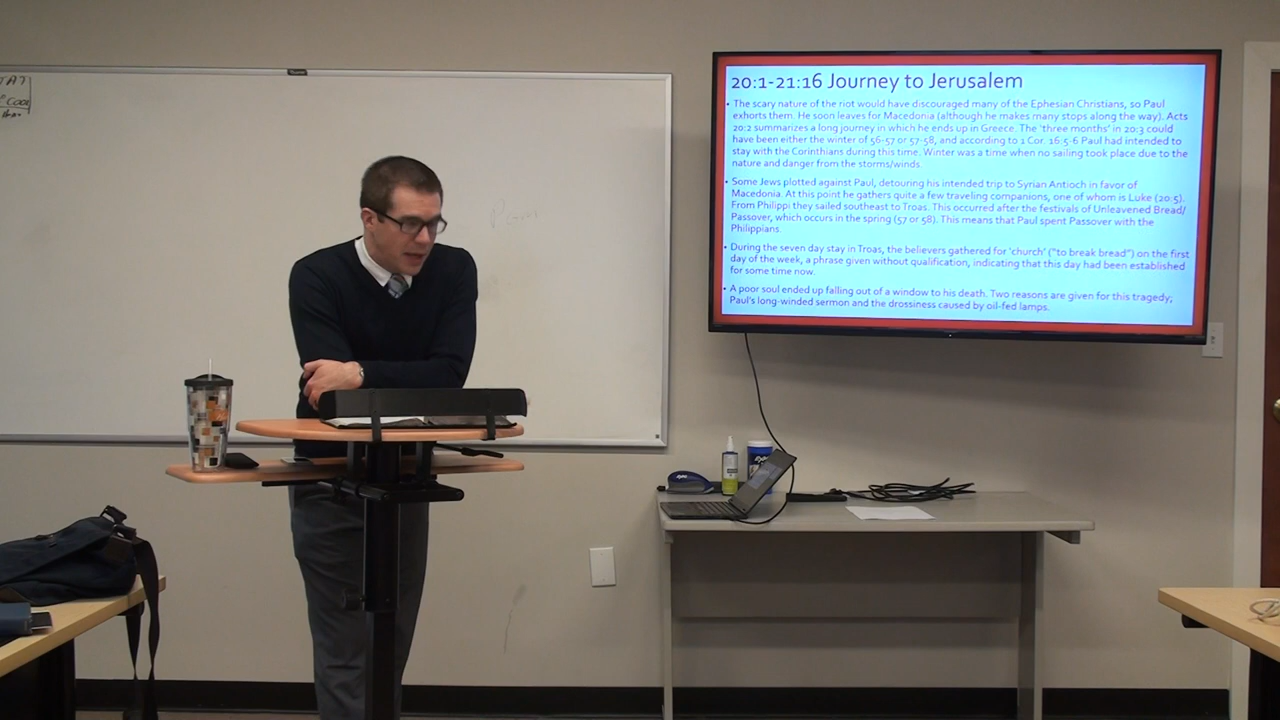 20:1-21:16 Journey to Jerusalem
• The scary nature of the riot would have discouraged many of the Ephesian Christians, so Paul
exhorts them. He soon leaves for Macedonia (although he makes many stops along the way). Acts
20:2 summarizes a long journey in which he ends up in Greece. The 'three months' in 20:3 could
have been either the winter of 56-57 or 57-58, and according to 1 Cor. 16:5-6 Paul had intended to
stay with the Corinthians during this time. Winter was a time when no sailing took place due to the
nature and danger from the storms/winds.
• Some Jews plotted against Paul, detouring his intended trip to Syrian Antioch in favor of
Macedonia. At this point he gathers quite a few traveling companions, one of whom is Luke (20:5).
From Philippi they sailed southeast to Troas. This occurred after the festivals of Unleavened Bread/
Passover, which occurs in the spring (57 or 58). This means that Paul spent Passover with the
Philippians.
• During the seven day stay in Troas, the believers gathered for 'church' ("to break bread") on the first
day of the week, a phrase given without qualification, indicating that this day had been established
for some time now.
• A poor soul ended up falling out of a window to his death. Two reasons are given for this tragedy;
Paul's long-winded sermon and the drossiness caused by oil-fed lamps.